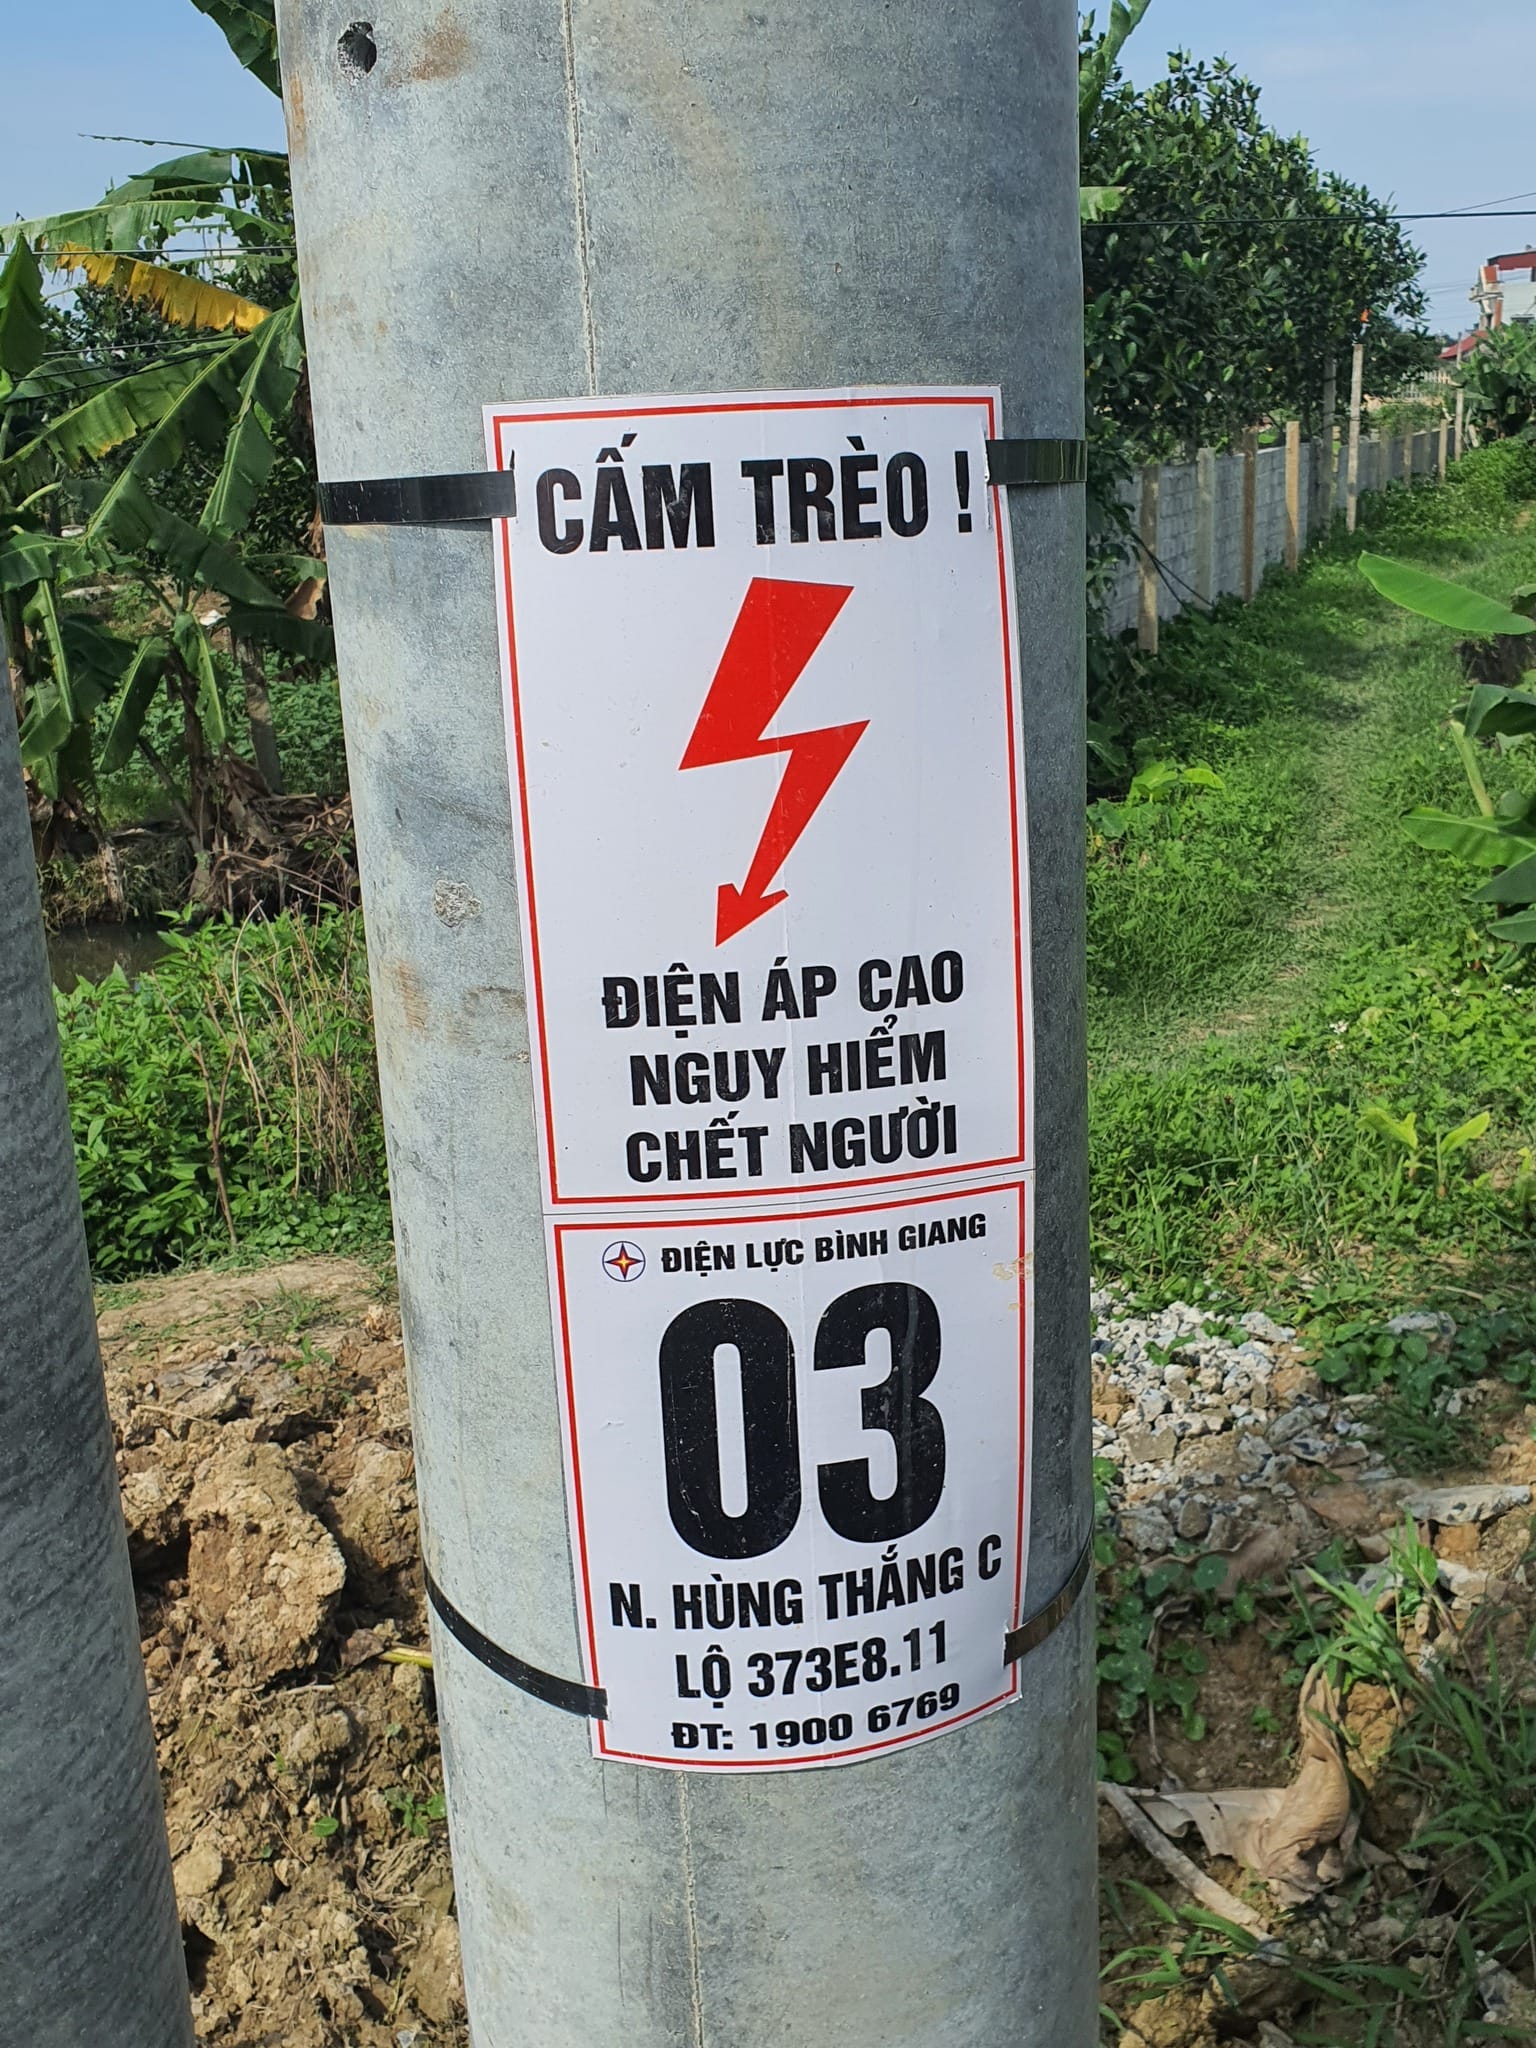 CẤM TRÈO !
ĐIỆN ÁP CAO
NGUY HIỂM
CHẾT NGƯỜI
ĐIỆN LỰC BÌNH GIANG
03
N. HÙNG THẮNG C
LỘ 373E8.11
ĐT: 1900 6769